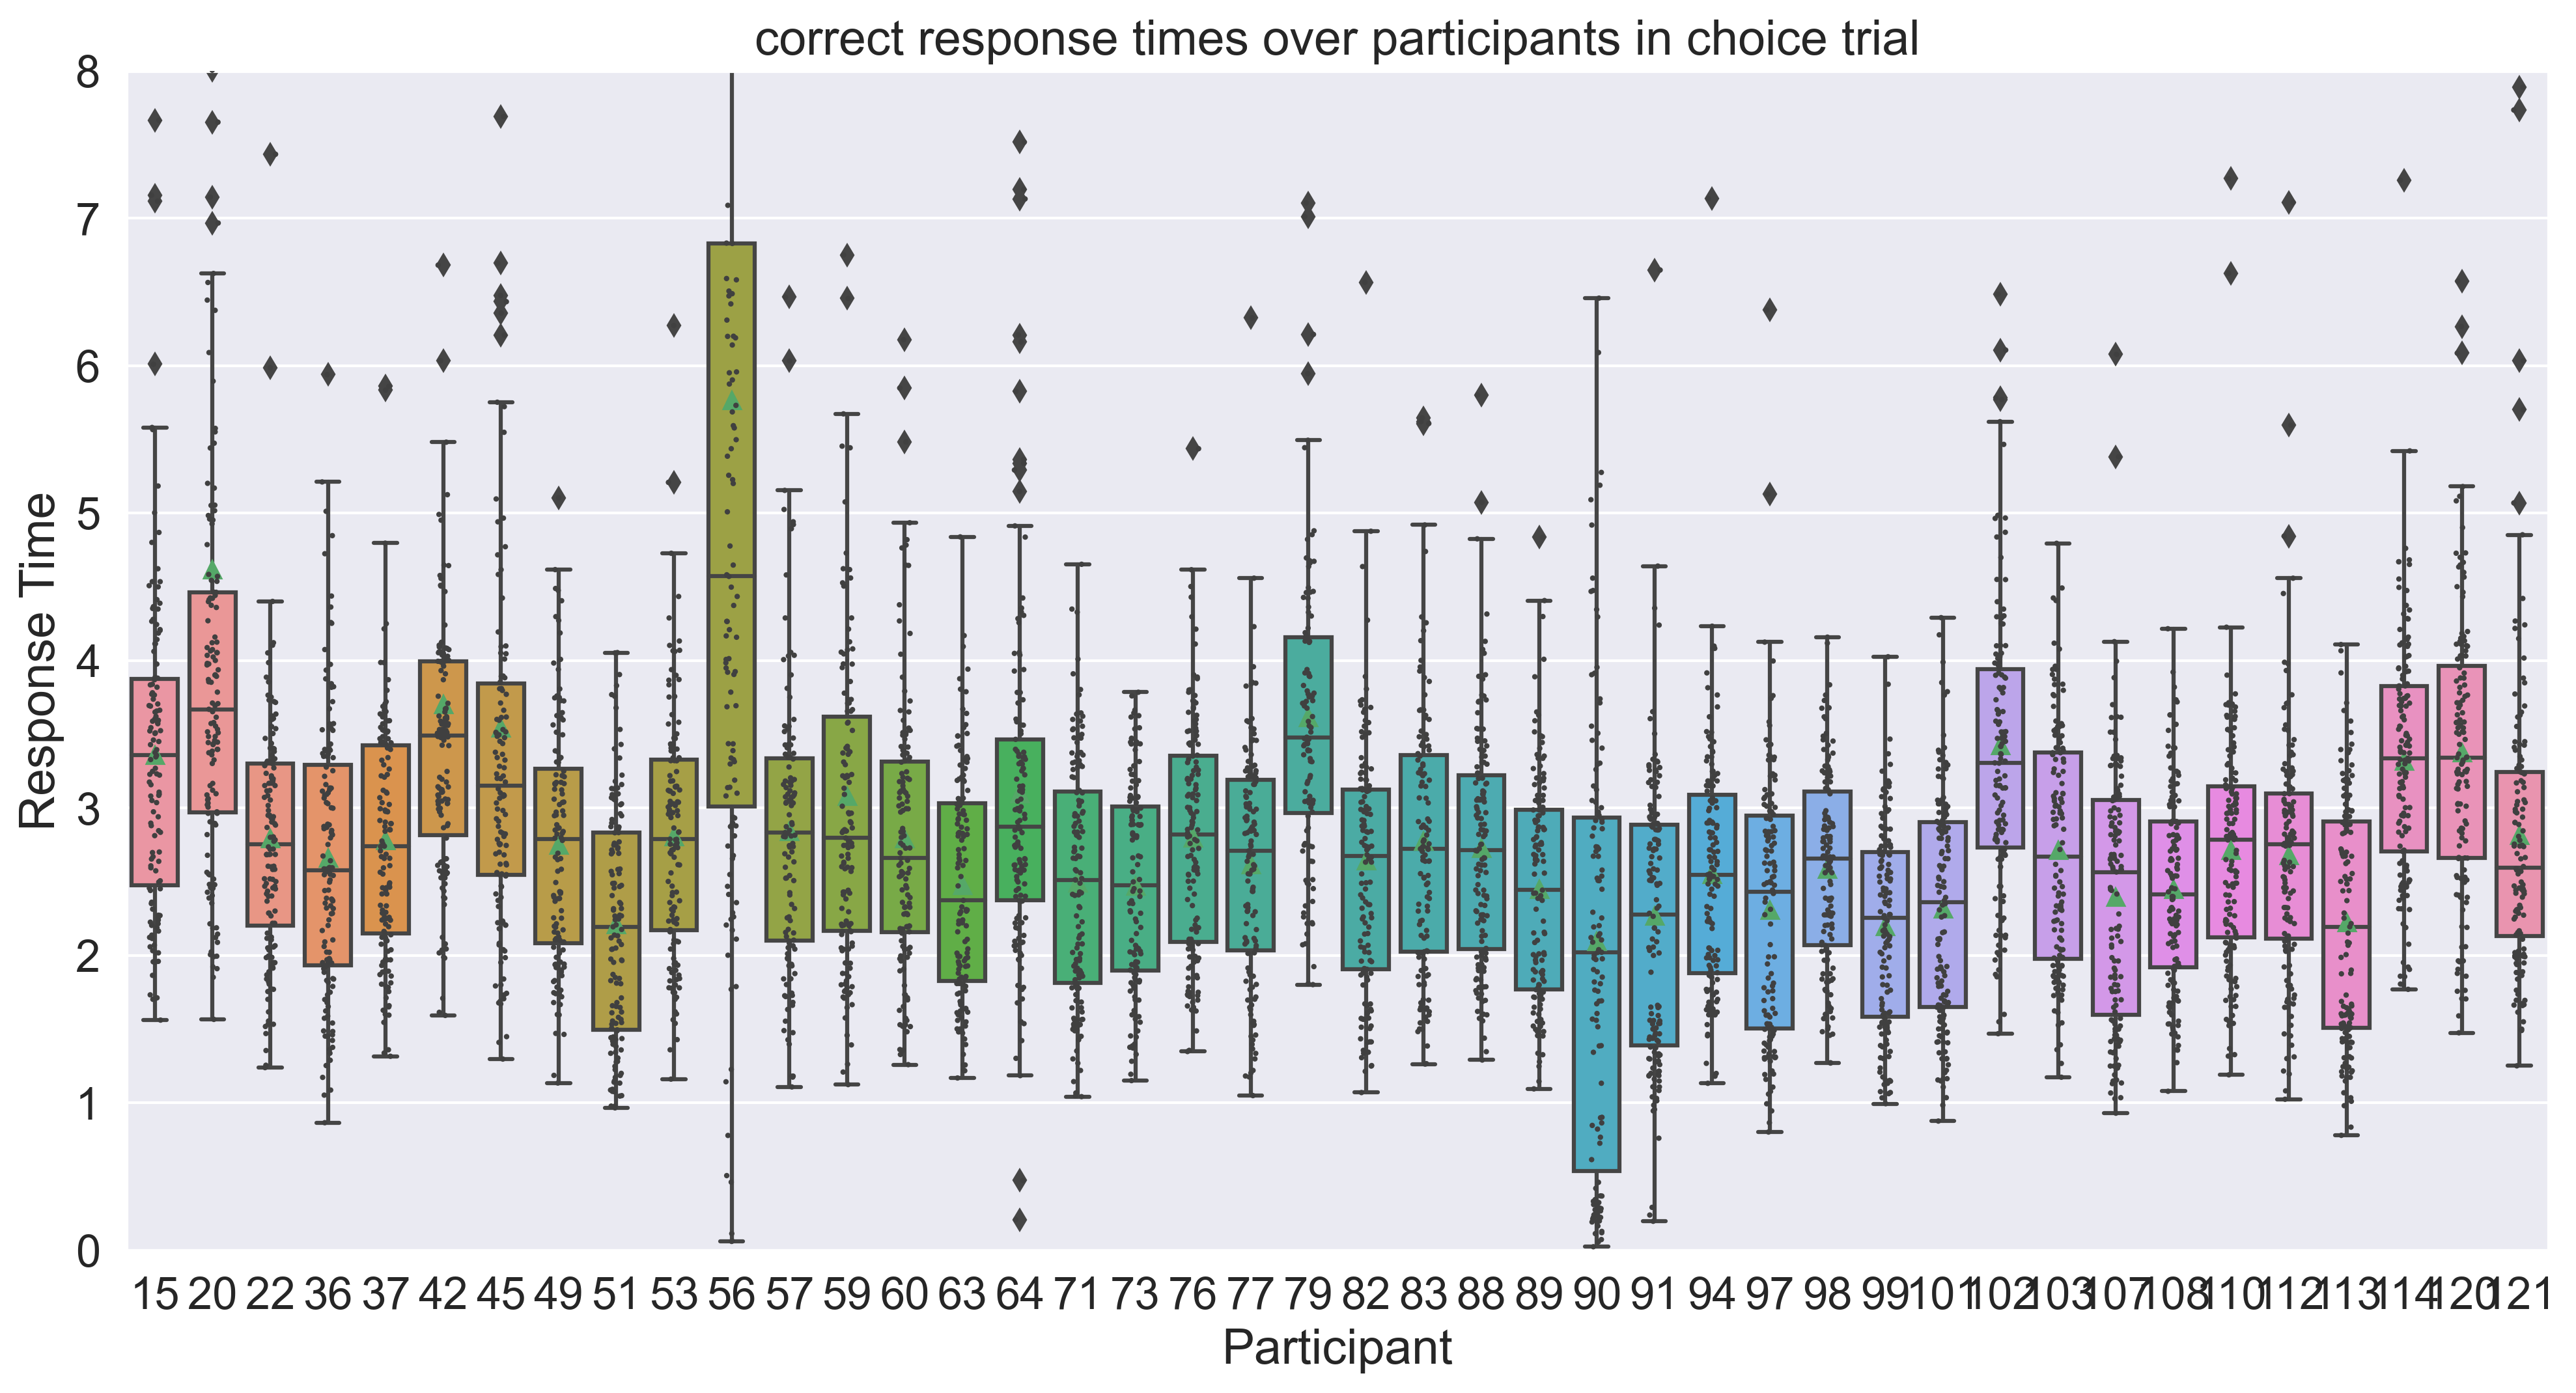 correct response times over participants in choice trial
8
7
6
5
4
3
2
1
0
Response Time
15 20 22 36 37 42 45 49 51 53 56 57 59 60 63 64 71 73 76 77 79 82 83 88 89 90 91 94 97 98 99 101 102 103 107 108 110 112 113 114 120 121
Participant